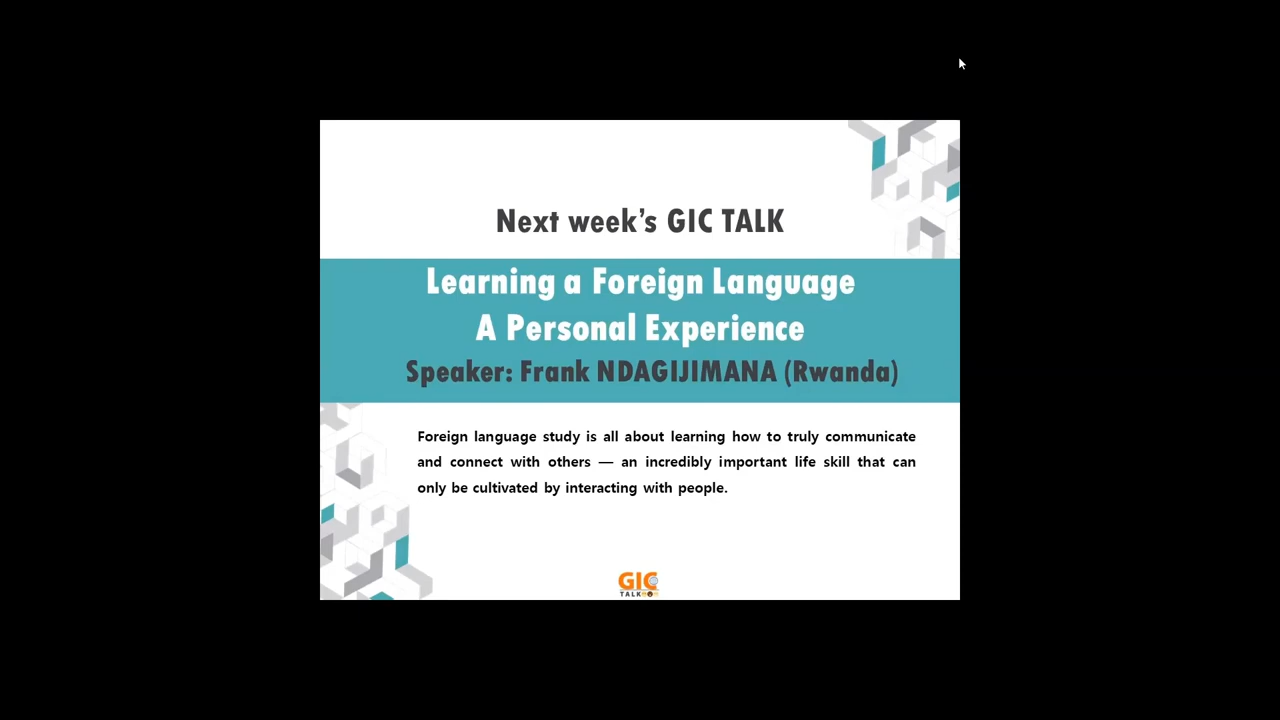 Next week’s GIC TALK
Learning a Foreign Language
A Personal Experience
Speaker: Frank NDAGIJIMANA (Rwanda)
Foreign language study is all about learning how to truly communicate
and connect with others — an incredibly important life skill that can
only be cultivated by interacting with people.
GIC
TALK